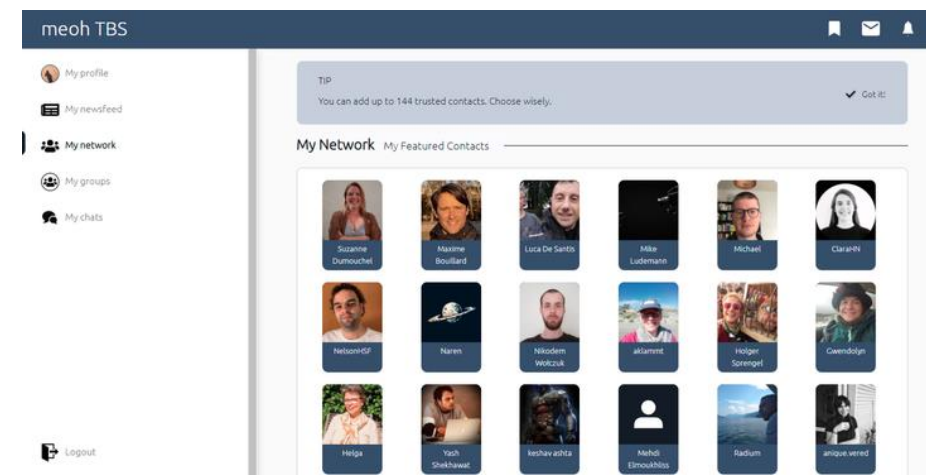 meoh TBS
My profile
My newsfeed
My network
My groups
My chats
Logout
TIP
You can add up to 144 trusted contacts. Choose wisely.
Got it!
My Network My Featured Contacts
Suzanne
Dumouchel
Maxime
Bouillard
Luca De Santis
Mike
Ludemann
Michael
ClaraHN
NelsonHSF
Naren
Nikodem
Wołczuk
aklammt
Holger
Sprengel
Gwendolyn
Helga
Yash
Shekhawat
keshav ashta
Mehdi
Elmoukhliss
Radium
anique.vered